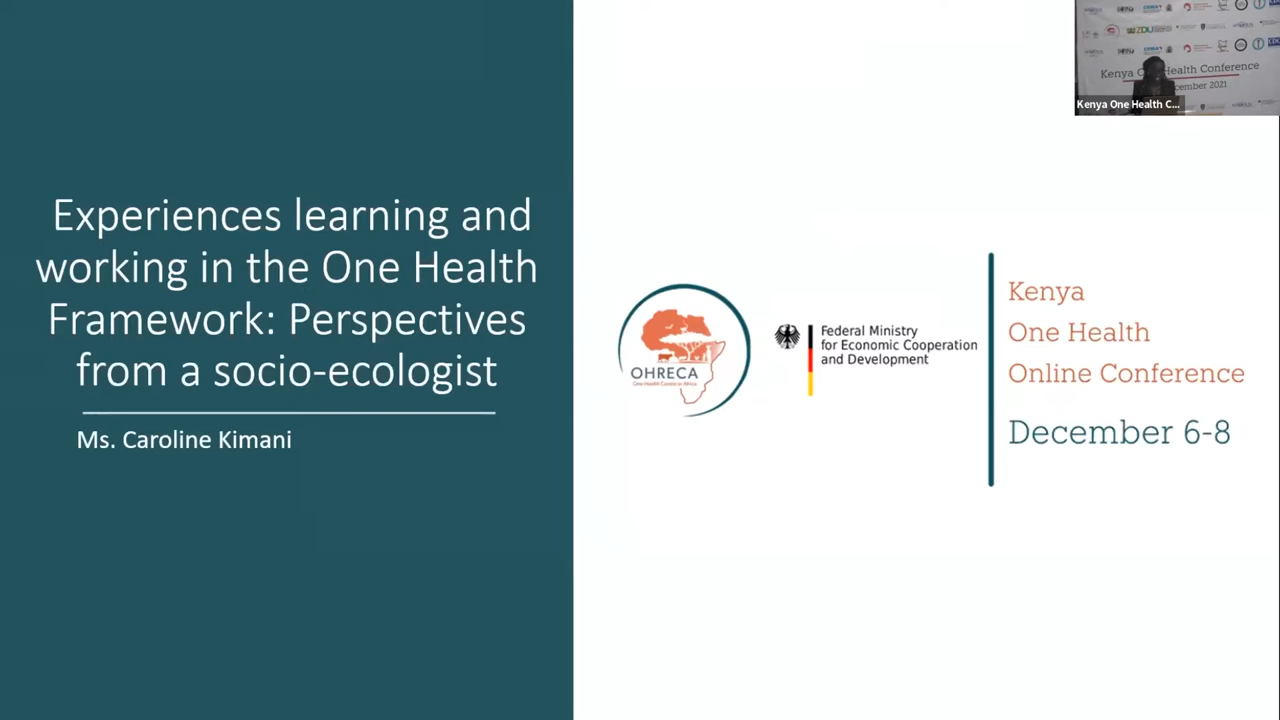 Experiences learning and
working in the One Health
Framework: Perspectives
from a socio-ecologist
Ms. Caroline Kimani
OHRECA
One Health Centre in Africa
Federal Ministry
for Economic Cooperation
and Development
Kenya
One Health
Online Conference
December 6-8
Kenya One Health Conference
cember 2021
ZDU
Kenya One Health C...